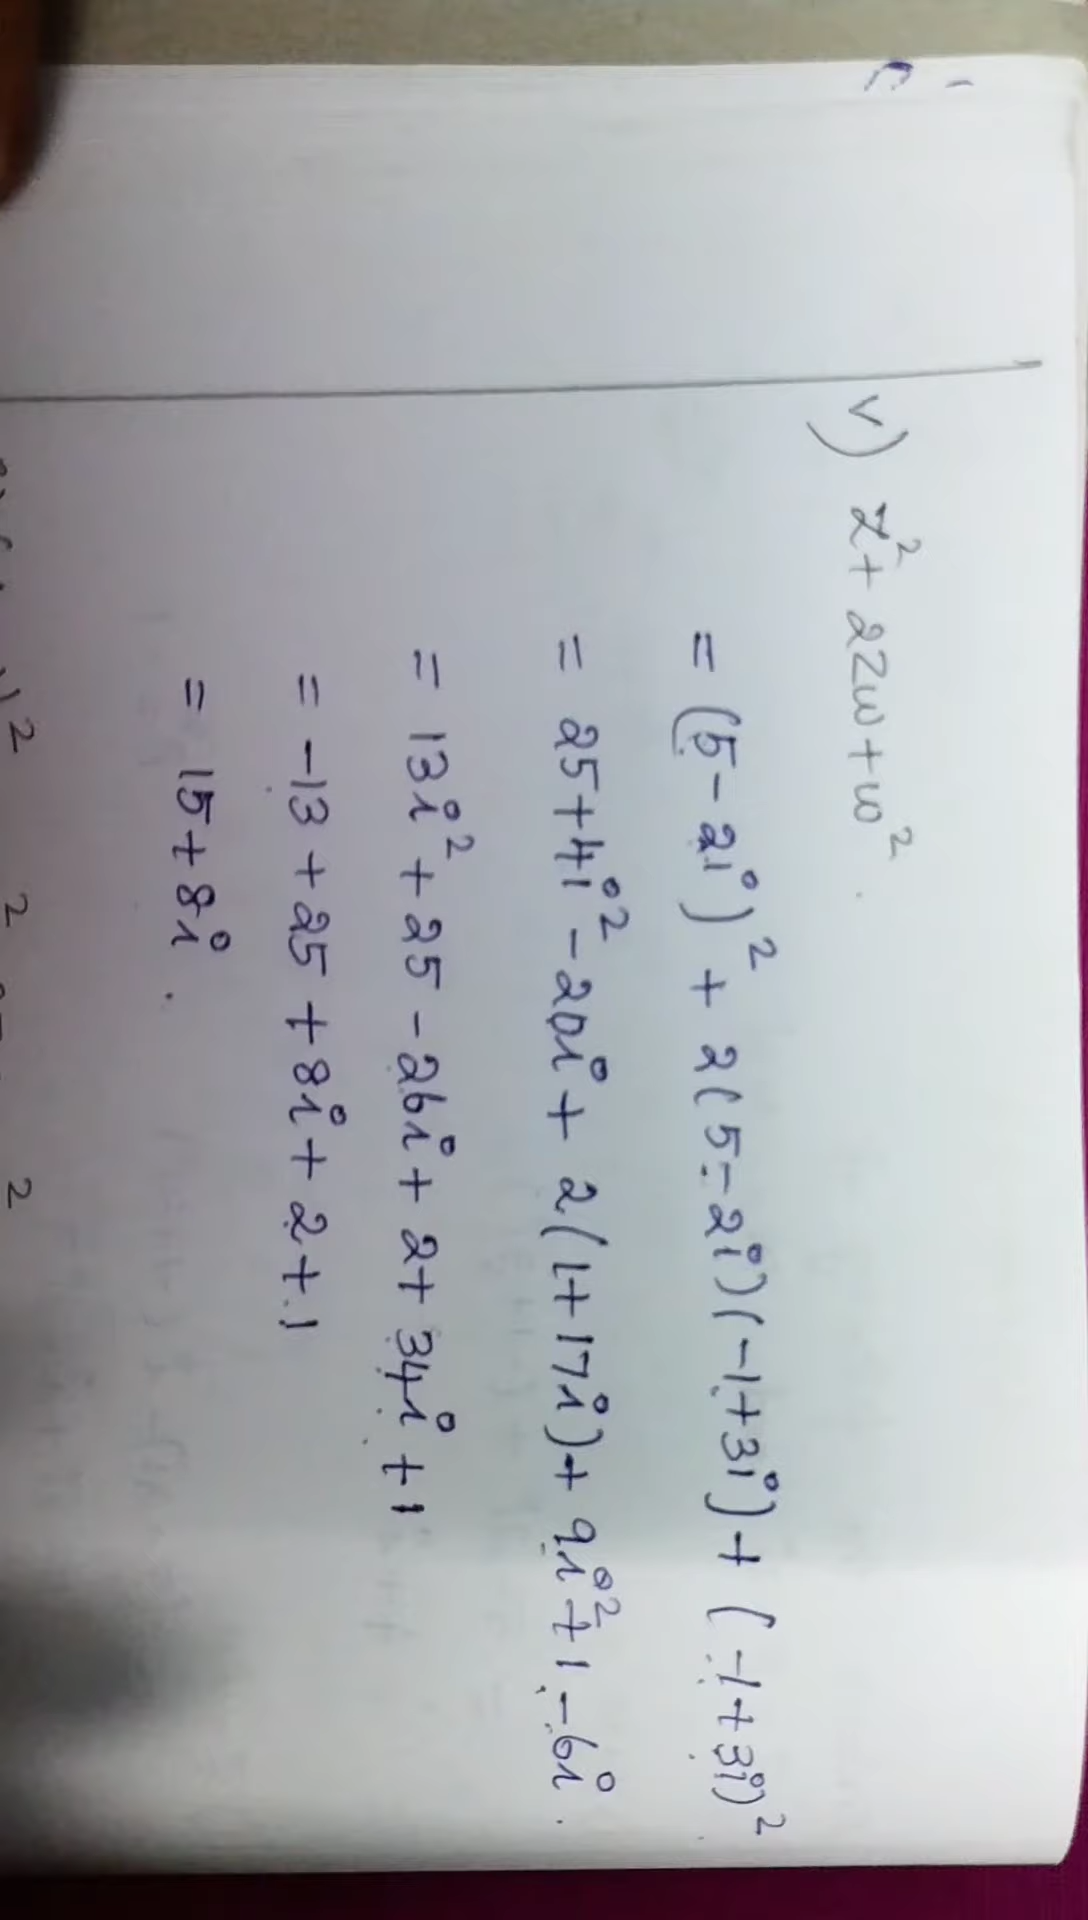 v) z² + 2zw + w²
= (5-2i)² + 2(5-2i)(-1+3i) + (-1+3i)²
= 25+4i² -20i + 2(1+17i)+ 9i²+1-6i.
= 13i² + 25 -26i + 2+ 34i +1
= -13 + 25 + 8i + 2+1
= 15+8i.